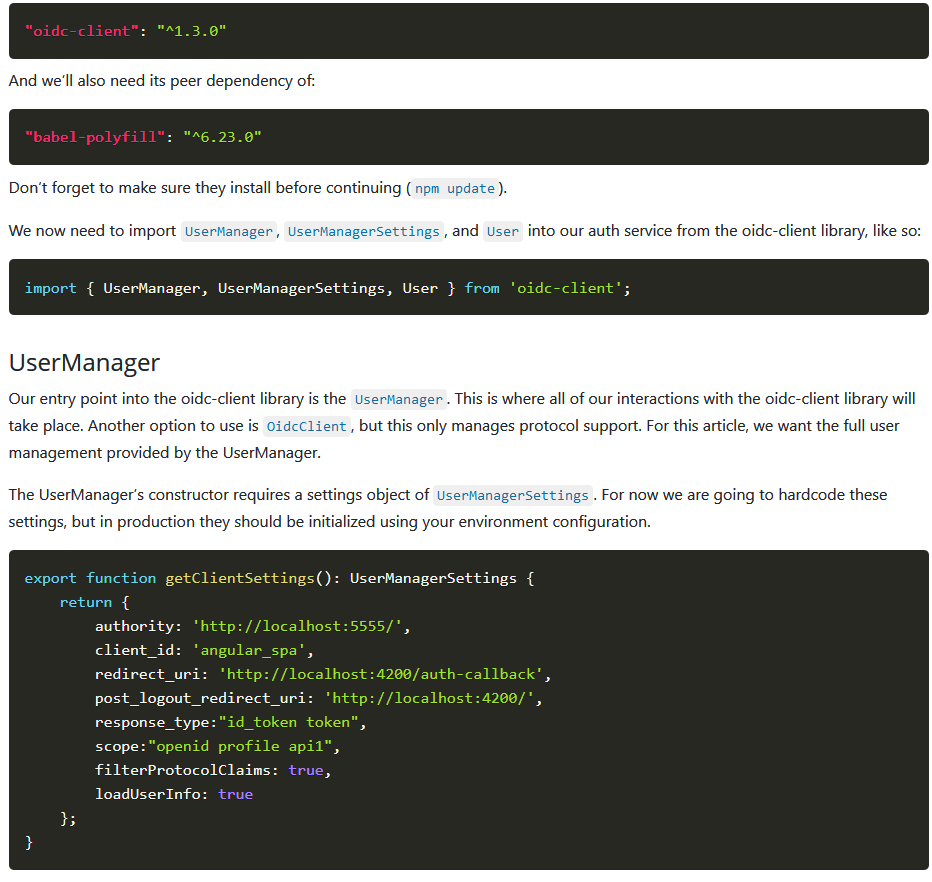 "oidc-client": "^1.3.0"
And we’ll also need its peer dependency of:
"babel-polyfill": "^6.23.0"
Don’t forget to make sure they install before continuing (npm update).
We now need to import UserManager, UserManagerSettings, and User into our auth service from the oidc-client library, like so:
import { UserManager, UserManagerSettings, User } from 'oidc-client';
UserManager
Our entry point into the oidc-client library is the UserManager. This is where all of our interactions with the oidc-client library will
take place. Another option to use is OidcClient, but this only manages protocol support. For this article, we want the full user
management provided by the UserManager.
The UserManager’s constructor requires a settings object of UserManagerSettings. For now we are going to hardcode these
settings, but in production they should be initialized using your environment configuration.
export function getClientSettings(): UserManagerSettings {
    return {
        authority: 'http://localhost:5555/',
        client_id: 'angular_spa',
        redirect_uri: 'http://localhost:4200/auth-callback',
        post_logout_redirect_uri: 'http://localhost:4200/',
        response_type:"id_token token",
        scope:"openid profile api1",
        filterProtocolClaims: true,
        loadUserInfo: true
    };
}